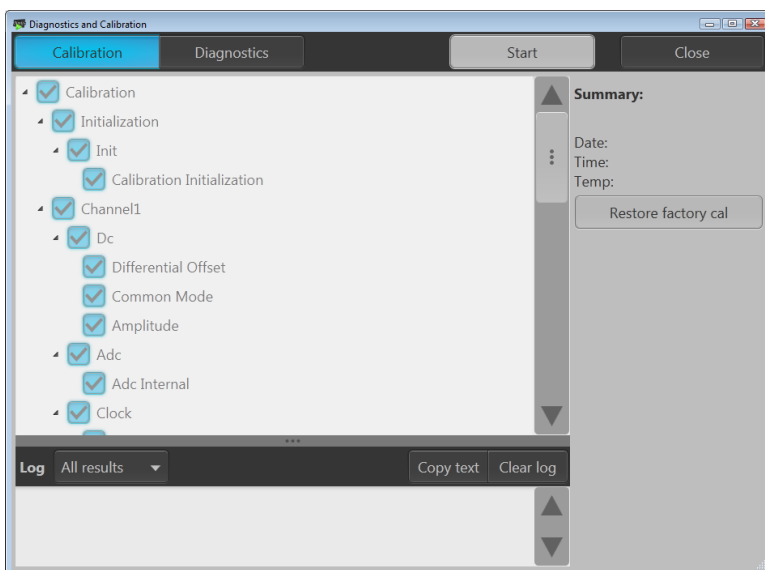 Diagnostics and Calibration
Calibration
Diagnostics
Start
Close
Calibration
Initialization
Init
Calibration Initialization
Channel1
Dc
Differential Offset
Common Mode
Amplitude
Adc
Adc Internal
Clock
Summary:
Date:
Time:
Temp:
Restore factory cal
Log All results
Copy text
Clear log